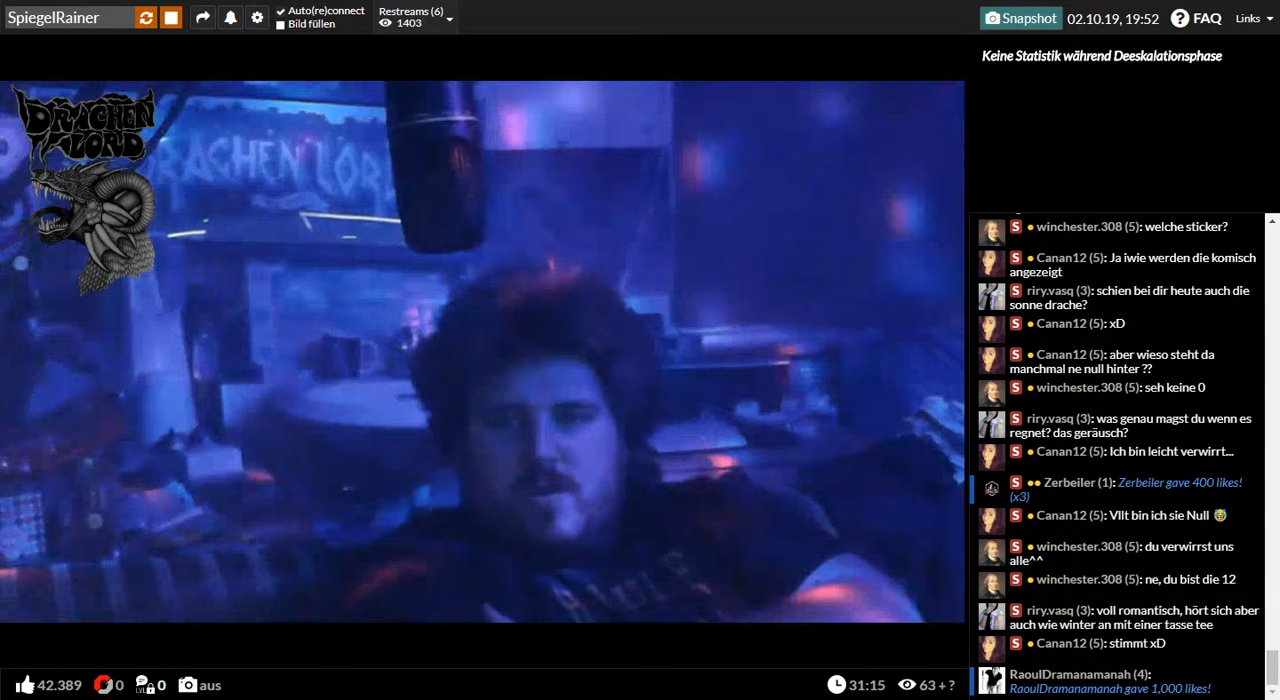 SpiegelRainer
Auto(re)connect
Bild füllen
Restreams (6)
1403
Snapshot
02.10.19, 19:52
FAQ
Links
Keine Statistik während Deeskalationsphase
DRACHEN
LORD
DRACHEN LORD
S winchester.308 (5): welche sticker?
S Canan12 (5): Ja iwie werden die komisch
angezeigt
S riry.vasq (3): schien bei dir heute auch die
sonne drache?
S Canan12 (5): xD
S Canan12 (5): aber wieso steht da
manchmal ne null hinter ??
S winchester.308 (5): seh keine 0
S riry.vasq (3): was genau magst du wenn es
regnet? das geräusch?
S Canan12 (5): Ich bin leicht verwirrt...
S Zerbeiler (1): Zerbeiler gave 400 likes!
(x3)
S Canan12 (5): Vllt bin ich sie Null 😭
S winchester.308 (5): du verwirrst uns
alle^^
S winchester.308 (5): ne, du bist die 12
S riry.vasq (3): voll romantisch, hört sich aber
auch wie winter an mit einer tasse tee
S Canan12 (5): stimmt xD
RaoulDramanamanah (4):
RaoulDramanamanah gave 1,000 likes!
42.389
0
LVL
0
aus
31:15
63 + ?